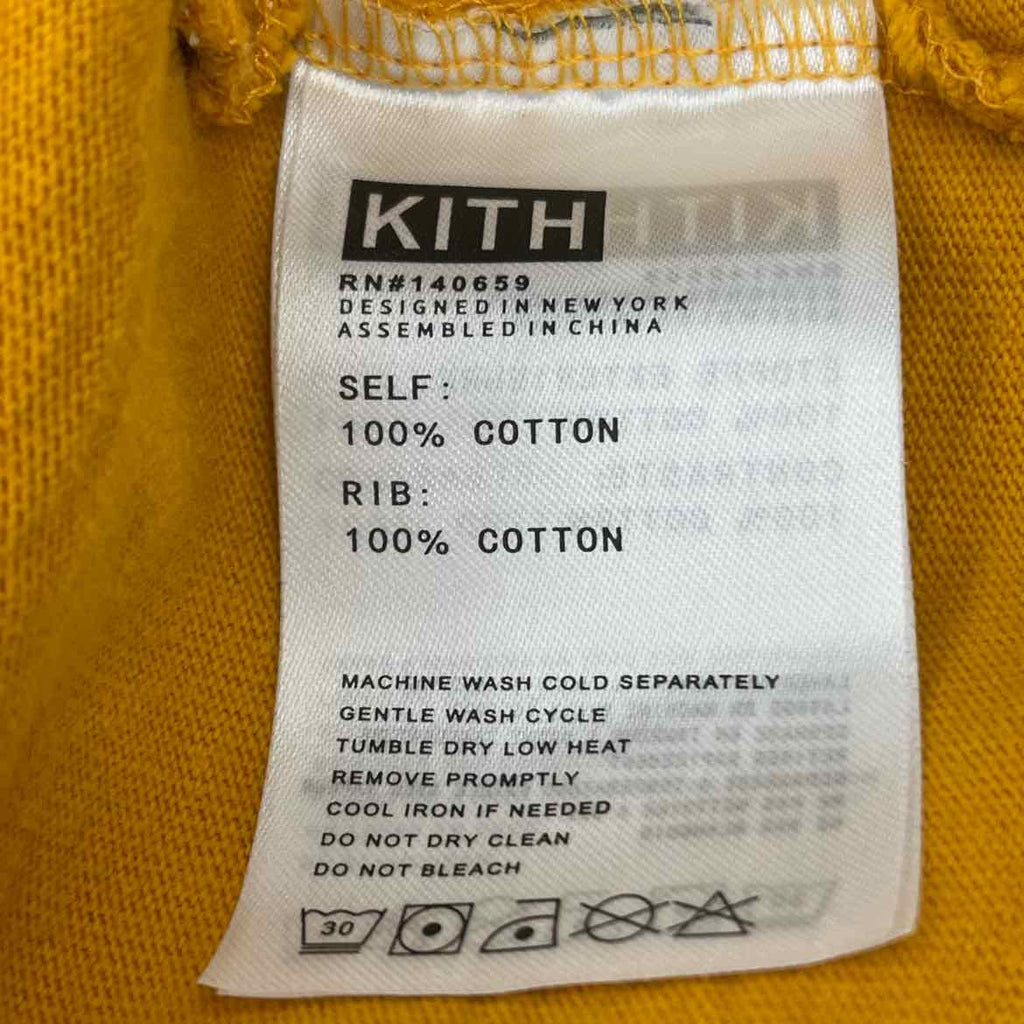 KITH
RN#140659
DESIGNED IN NEW YORK
ASSEMBLED IN CHINA
SELF:
100% COTTON
RIB:
100% COTTON
MACHINE WASH COLD SEPARATELY
GENTLE WASH CYCLE
TUMBLE DRY LOW HEAT
REMOVE PROMPTLY
COOL IRON IF NEEDED
DO NOT DRY CLEAN
DO NOT BLEACH
30